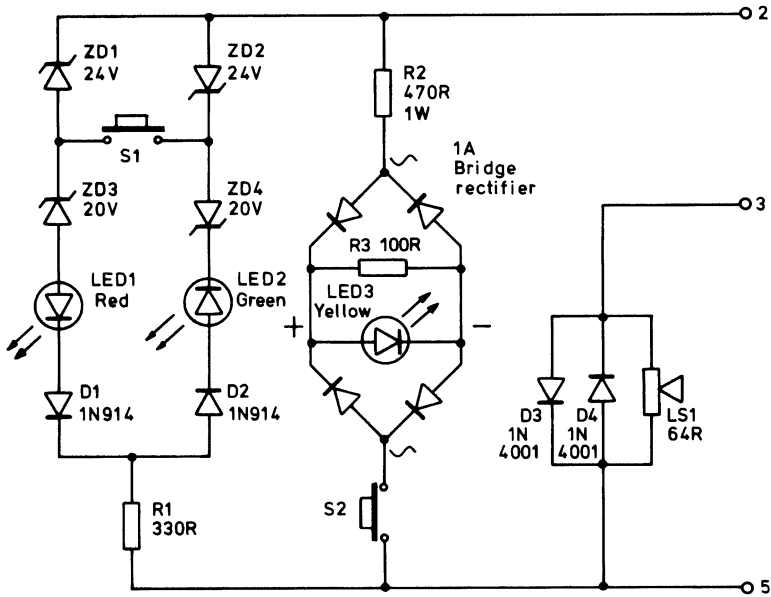 2
ZD1
24V
ZD2
24V
R2
470R
1W
S1
1A
Bridge
rectifier
ZD3
20V
ZD4
20V
3
R3 100R
LED1
Red
LED2
Green
LED3
Yellow
+
-
D1
1N914
D2
1N914
D3
1N
4001
D4
1N
4001
LS1
64R
R1
330R
S2
5